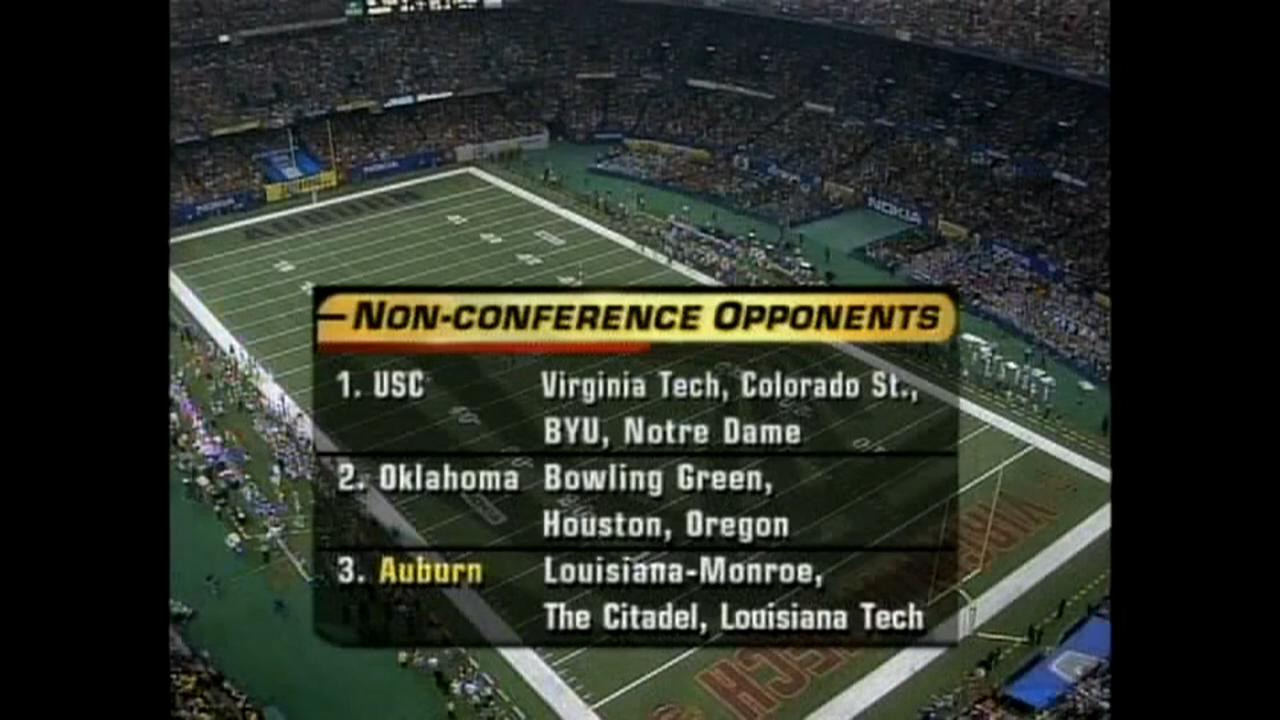 NOKIA
NON-CONFERENCE OPPONENTS
1. USC Virginia Tech, Colorado St.,
BYU, Notre Dame
2. Oklahoma Bowling Green,
Houston, Oregon
3. Auburn Louisiana-Monroe,
The Citadel, Louisiana Tech